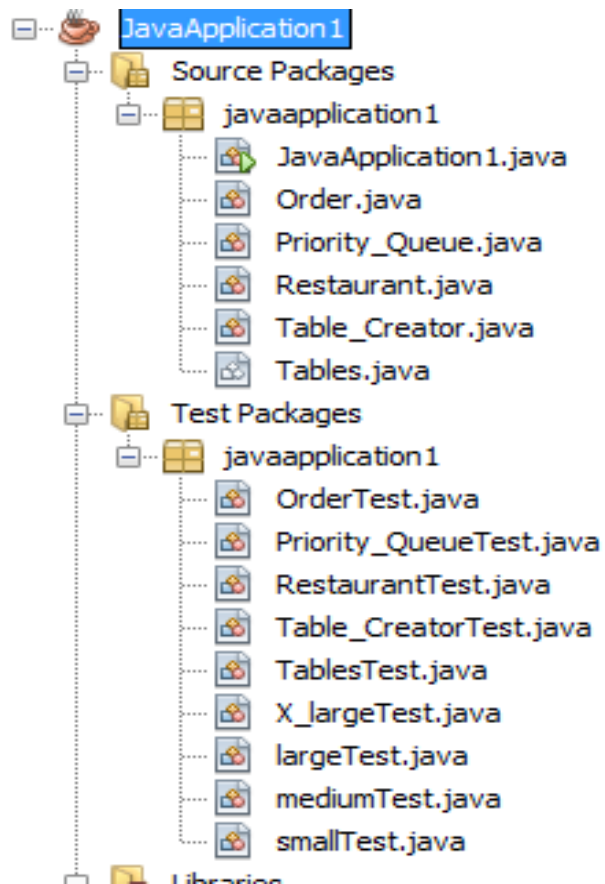 JavaApplication1
Source Packages
javaapplication1
JavaApplication1.java
Order.java
Priority_Queue.java
Restaurant.java
Table_Creator.java
Tables.java
Test Packages
javaapplication1
OrderTest.java
Priority_QueueTest.java
RestaurantTest.java
Table_CreatorTest.java
TablesTest.java
X_largeTest.java
largeTest.java
mediumTest.java
smallTest.java
Libraries